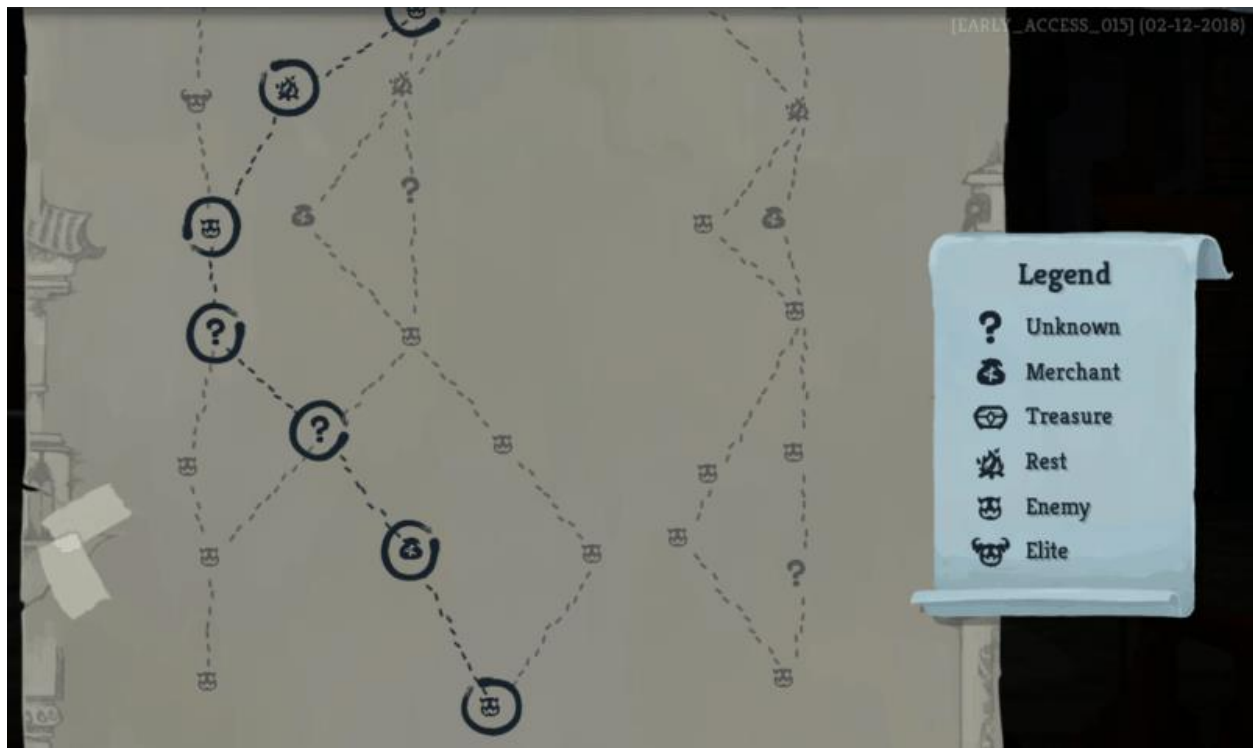 [EARLY_ACCESS_015] (02-12-2018)
Legend
? Unknown
Merchant
Treasure
Rest
Enemy
Elite
?
?
?
?